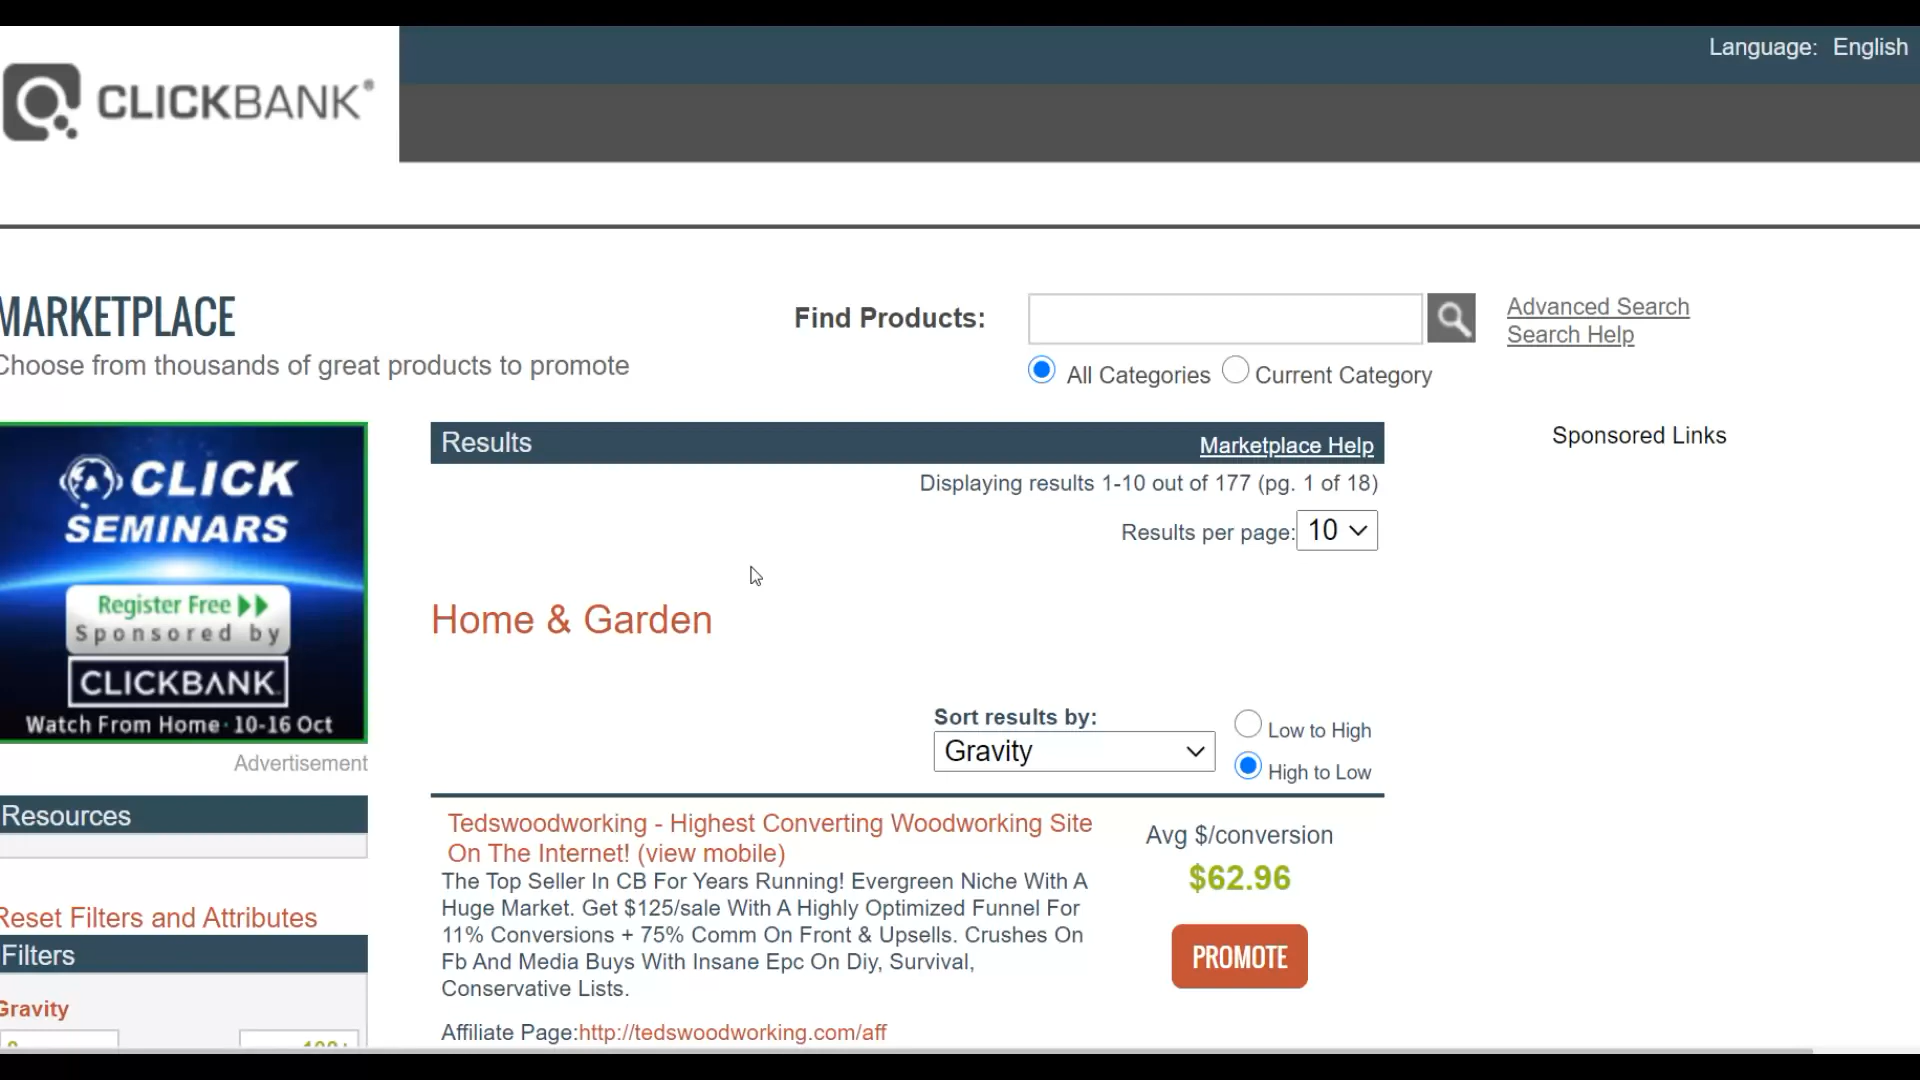 Language: English
CLICKBANK®
MARKETPLACE
Choose from thousands of great products to promote
Find Products:
Advanced Search
Search Help
All Categories
Current Category
CLICK
SEMINARS
Register Free
Sponsored by
CLICKBANK
Watch From Home · 10-16 Oct
Advertisement
Resources
Reset Filters and Attributes
Filters
Gravity
Results
Marketplace Help
Displaying results 1-10 out of 177 (pg. 1 of 18)
Results per page: 10
Home & Garden
Sort results by:
Gravity
Low to High
High to Low
Tedswoodworking - Highest Converting Woodworking Site
On The Internet! (view mobile)
The Top Seller In CB For Years Running! Evergreen Niche With A
Huge Market. Get $125/sale With A Highly Optimized Funnel For
11% Conversions + 75% Comm On Front & Upsells. Crushes On
Fb And Media Buys With Insane Epc On Diy, Survival,
Conservative Lists.
Affiliate Page:http://tedswoodworking.com/aff
Avg $/conversion
$62.96
PROMOTE
Sponsored Links